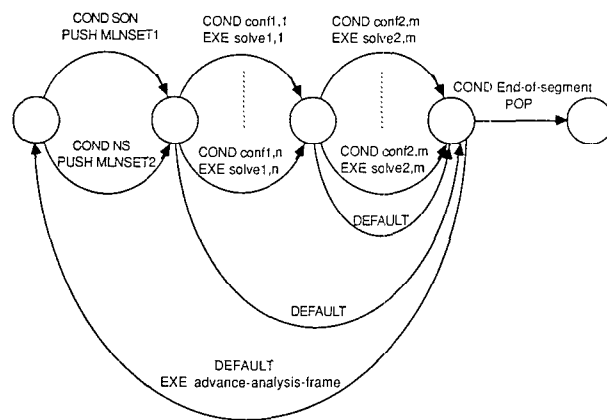 COND SON
PUSH MLNSET1
COND conf1,1
EXE solve1,1
COND conf2,m
EXE solve2,m
COND End-of-segment
POP
COND NS
PUSH MLNSET2
COND conf1,n
EXE solve1,n
COND conf2,m
EXE solve2,m
DEFAULT
DEFAULT
DEFAULT
EXE advance-analysis-frame